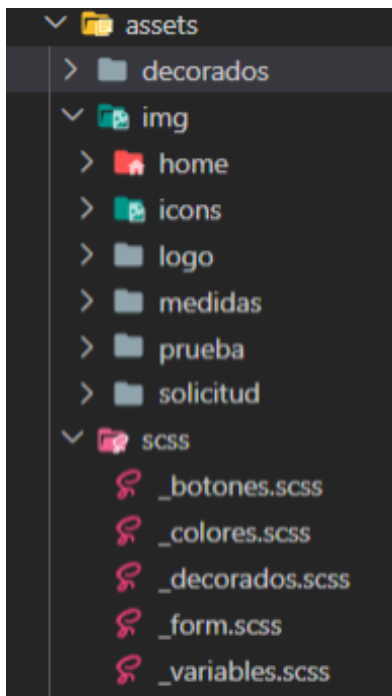 assets
decorados
img
home
icons
logo
medidas
prueba
solicitud
scss
_botones.scss
_colores.scss
_decorados.scss
_form.scss
_variables.scss